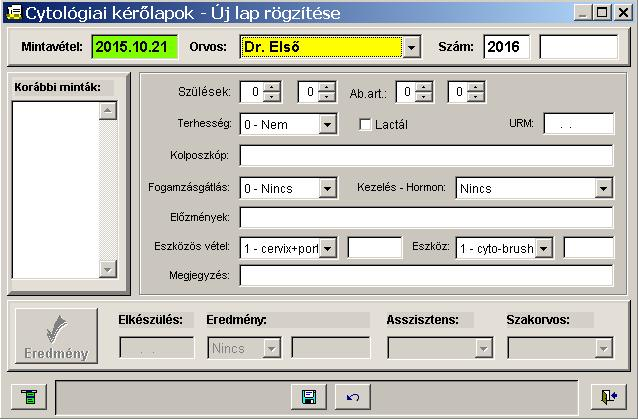 Cytológiai kérőlapok - Új lap rögzítése
Mintavétel: 2015.10.21 Orvos: Dr. Első Szám: 2016
Korábbi minták:
Szülések: 0 0 Ab.art.: 0 0
Terhesség: 0 - Nem Lactál URM: . .
Kolposzkóp:
Fogamzásgátlás: 0 - Nincs Kezelés - Hormon: Nincs
Előzmények:
Eszközös vétel: 1 - cervix+port Eszköz: 1 - cyto-brush
Megjegyzés:
Elkészülés: Eredmény: Asszisztens: Szakorvos:
Eredmény . . Nincs